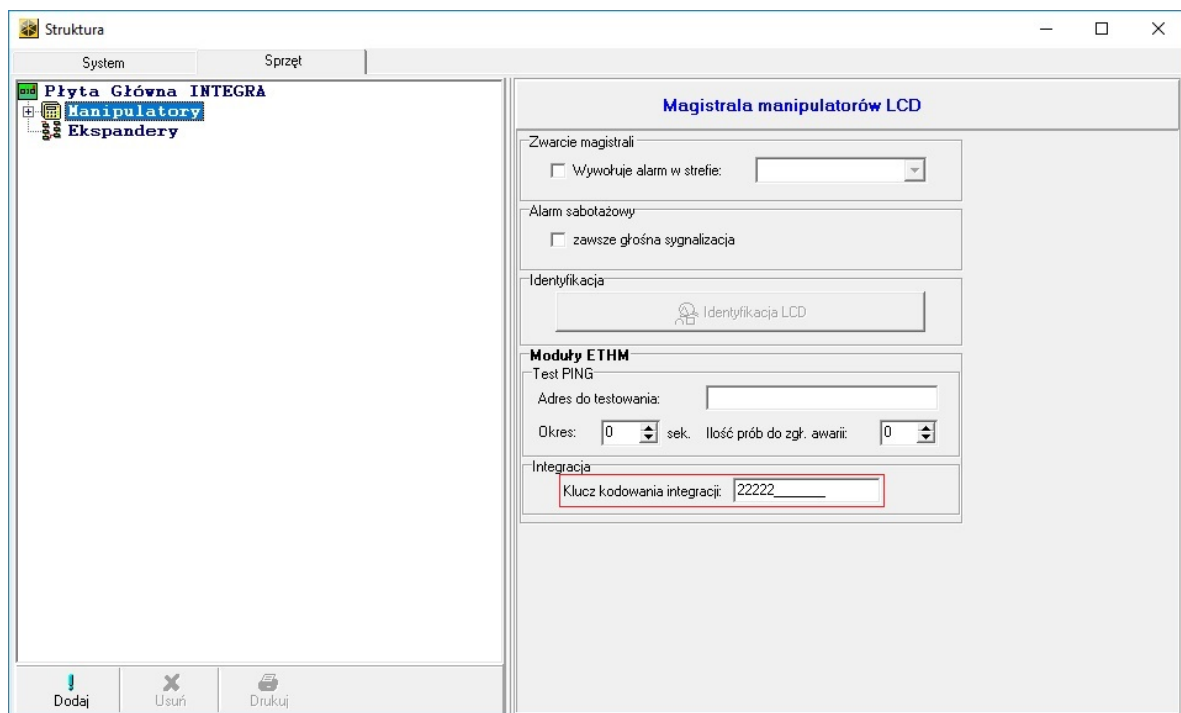 Struktura
System Sprzęt
Płyta Główna INTEGRA
Manipulatory
Ekspandery
Dodaj Usuń Drukuj
Magistrala manipulatorów LCD
Zwarcie magistrali
Wywołuje alarm w strefie:
Alarm sabotażowy
zawsze głośna sygnalizacja
Identyfikacja
Identyfikacja LCD
Moduły ETHM
Test PING
Adres do testowania:
Okres: 0 sek. Ilość prób do zgł. awarii: 0
Integracja
Klucz kodowania integracji: 22222_______